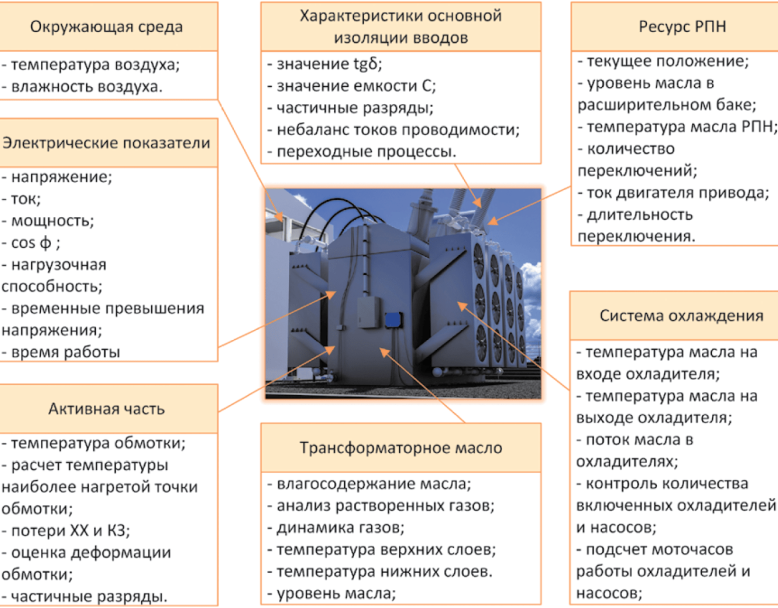 Окружающая среда
- температура воздуха;
- влажность воздуха.
Электрические показатели
- напряжение;
- ток;
- мощность;
- cos ф ;
- нагрузочная
способность;
- временные превышения
напряжения;
- время работы
Активная часть
- температура обмотки;
- расчет температуры
наиболее нагретой точки
обмотки;
- потери ХХ и КЗ;
- оценка деформации
обмотки;
- частичные разряды.
Характеристики основной
изоляции вводов
- значение tgδ;
- значение емкости С;
- частичные разряды;
- небаланс токов проводимости;
- переходные процессы.
Трансформаторное масло
- влагосодержание масла;
- анализ растворенных газов;
- динамика газов;
- температура верхних слоев;
- температура нижних слоев.
- уровень масла;
Ресурс РПН
- текущее положение;
- уровень масла в
расширительном баке;
- температура масла РПН;
- количество
переключений;
- ток двигателя привода;
- длительность
переключения.
Система охлаждения
- температура масла на
входе охладителя;
- температура масла на
выходе охладителя;
- поток масла в
охладителях;
- контроль количества
включенных охладителей
и насосов;
- подсчет моточасов
работы охладителей и
насосов;